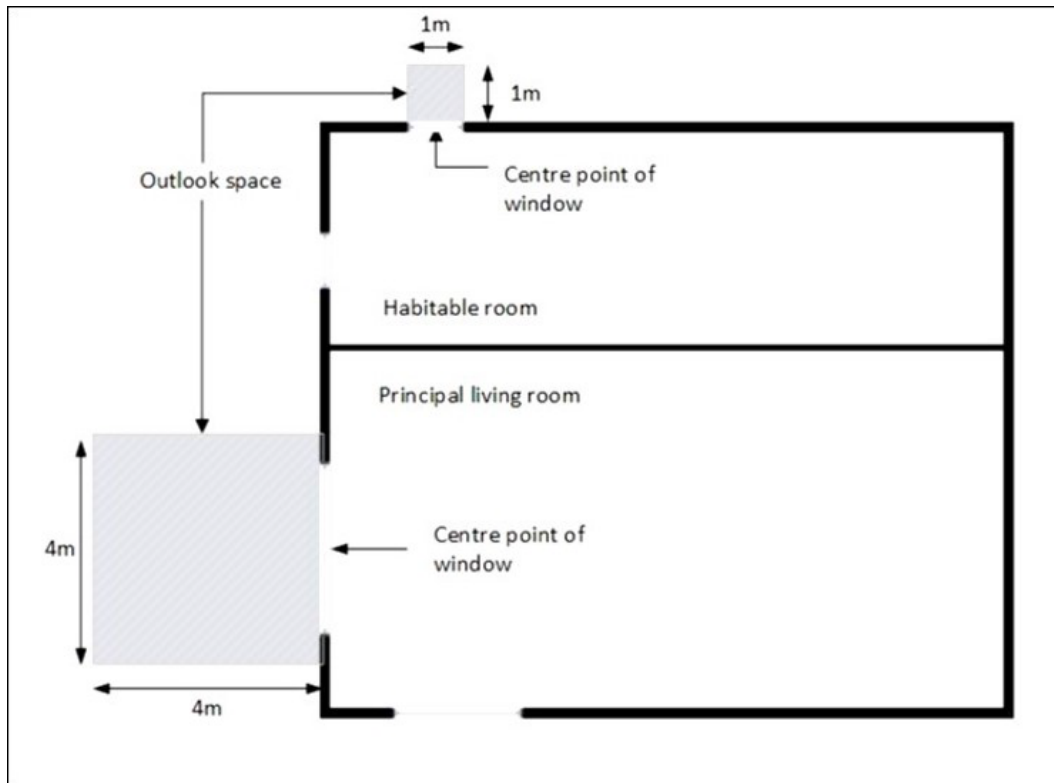 1m
1m
Outlook space
Centre point of
window
Habitable room
Principal living room
4m
Centre point of
window
4m